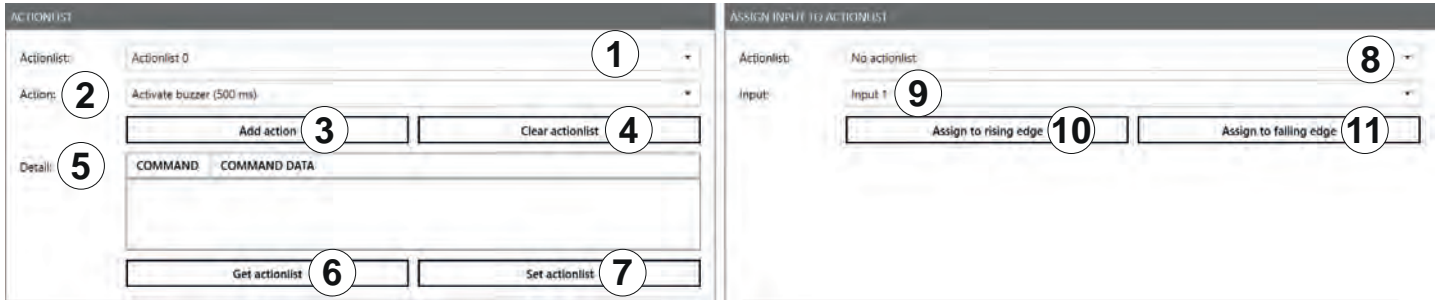 ACTIONLIST
Actionlist: Actionlist 0 1
Action: 2 Activate buzzer (500 ms)
Add action 3 Clear actionlist 4
Detail: 5 COMMAND COMMAND DATA
Get actionlist 6 Set actionlist 7
ASSIGN INPUT TO ACTIONLIST
Actionlist: No actionlist 8
Input: Input 1 9
Assign to rising edge 10 Assign to falling edge 11